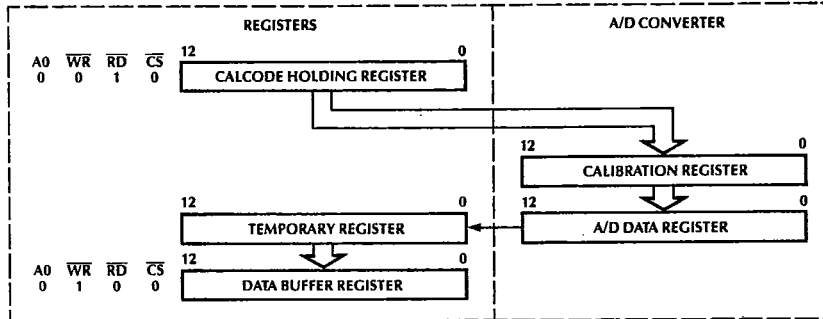 REGISTERS
A/D CONVERTER
A0 WR RD CS
0 0 1 0
12 0
CALCODE HOLDING REGISTER
12 0
CALIBRATION REGISTER
12 0
TEMPORARY REGISTER
12 0
A/D DATA REGISTER
A0 WR RD CS
0 1 0 0
12 0
DATA BUFFER REGISTER